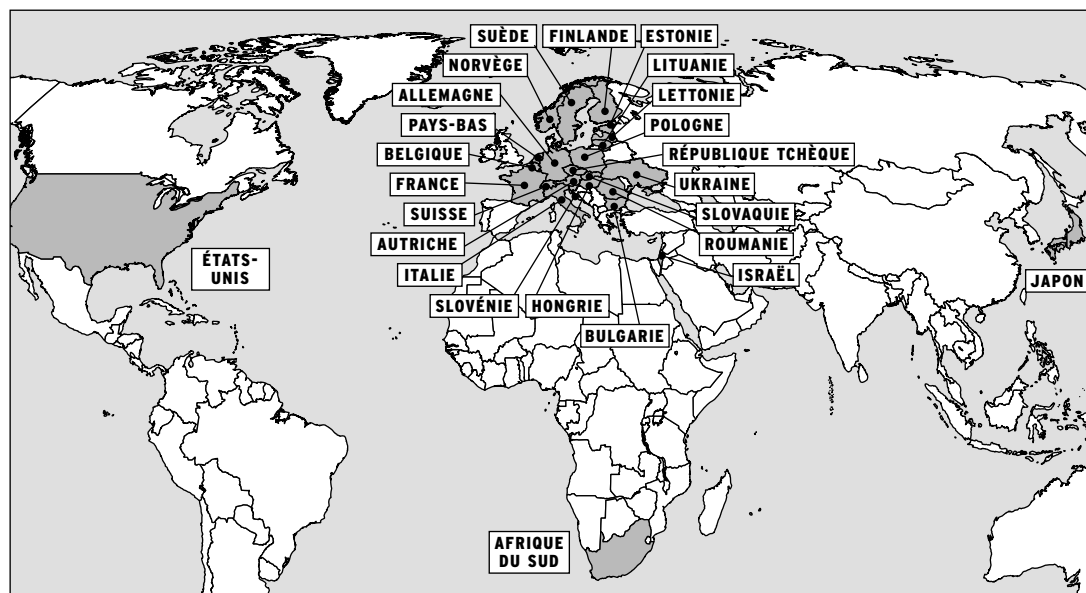 SUÈDE
FINLANDE
ESTONIE
NORVÈGE
LITUANIE
ALLEMAGNE
LETTONIE
PAYS-BAS
POLOGNE
BELGIQUE
RÉPUBLIQUE TCHÈQUE
FRANCE
UKRAINE
SUISSE
SLOVAQUIE
AUTRICHE
ROUMANIE
ÉTATS-
UNIS
ITALIE
ISRAËL
JAPON
SLOVÉNIE
HONGRIE
BULGARIE
AFRIQUE
DU SUD